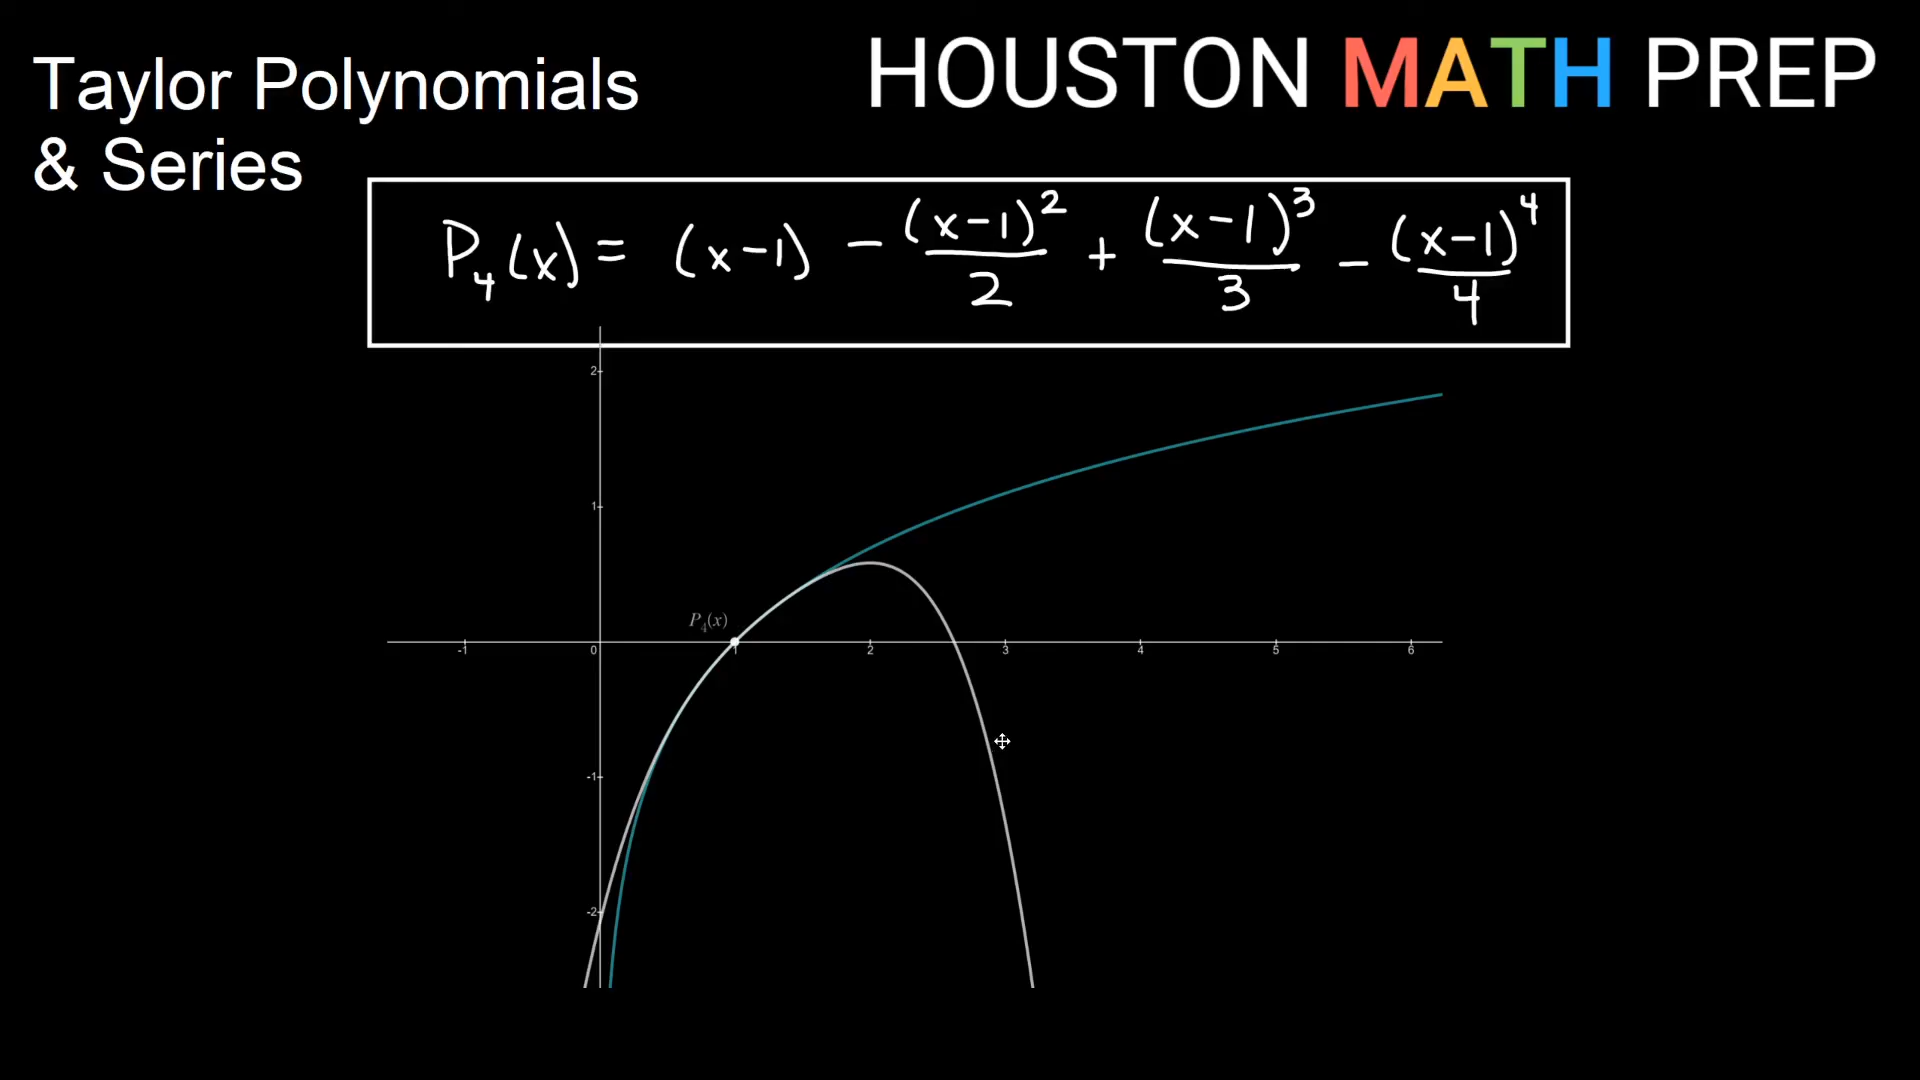 Taylor Polynomials
& Series
HOUSTON MATH PREP
P₄(x) = (x-1) - (x-1)²/2 + (x-1)³/3 - (x-1)⁴/4
2
1
P₄(x)
-1 0 1 2 3 4 5 6
-1
-2